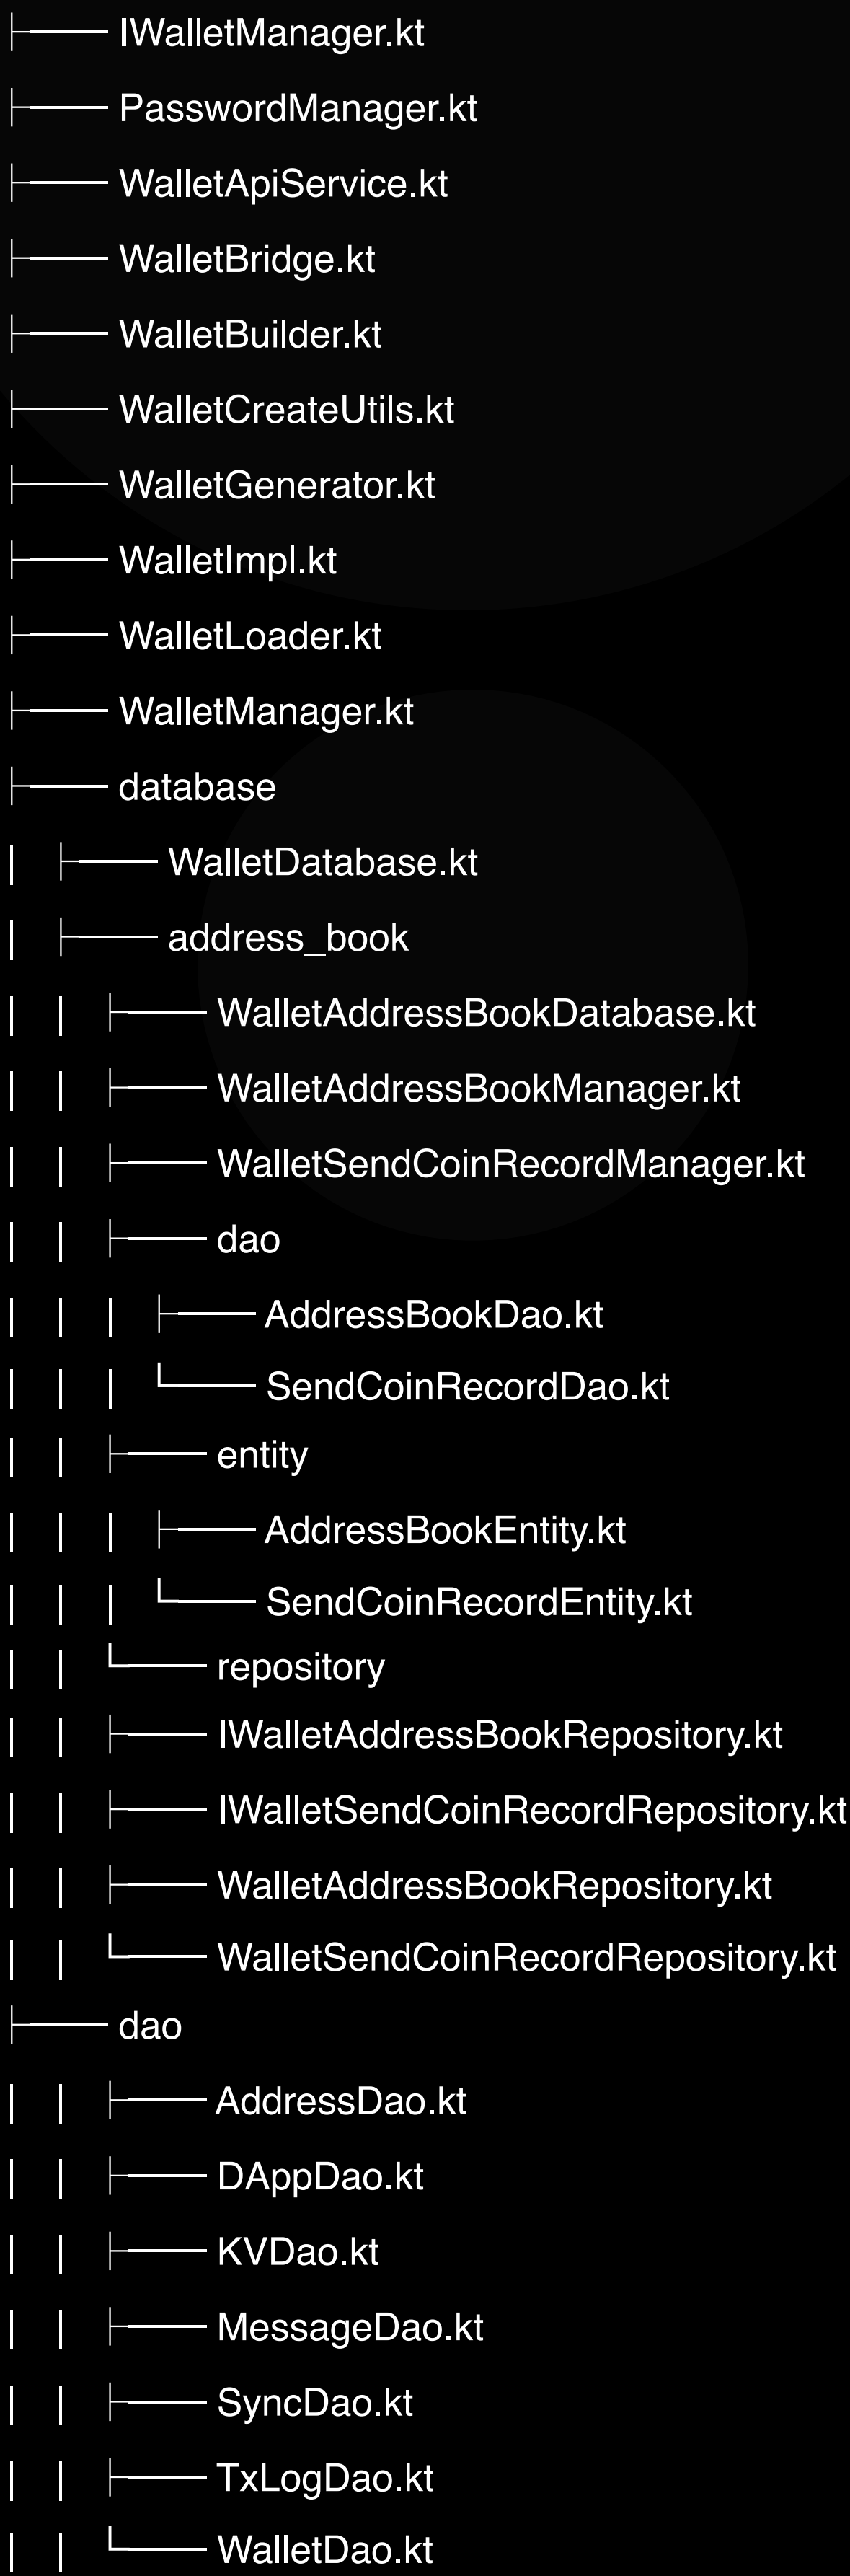 ├── IWalletManager.kt
├── PasswordManager.kt
├── WalletApiService.kt
├── WalletBridge.kt
├── WalletBuilder.kt
├── WalletCreateUtils.kt
├── WalletGenerator.kt
├── WalletImpl.kt
├── WalletLoader.kt
├── WalletManager.kt
├── database
| ├── WalletDatabase.kt
| ├── address_book
| | ├── WalletAddressBookDatabase.kt
| | ├── WalletAddressBookManager.kt
| | ├── WalletSendCoinRecordManager.kt
| | ├── dao
| | | ├── AddressBookDao.kt
| | | └── SendCoinRecordDao.kt
| | ├── entity
| | | ├── AddressBookEntity.kt
| | | └── SendCoinRecordEntity.kt
| | └── repository
| | ├── IWalletAddressBookRepository.kt
| | ├── IWalletSendCoinRecordRepository.kt
| | ├── WalletAddressBookRepository.kt
| | └── WalletSendCoinRecordRepository.kt
├── dao
| | ├── AddressDao.kt
| | ├── DAppDao.kt
| | ├── KVDao.kt
| | ├── MessageDao.kt
| | ├── SyncDao.kt
| | ├── TxLogDao.kt
| | └── WalletDao.kt